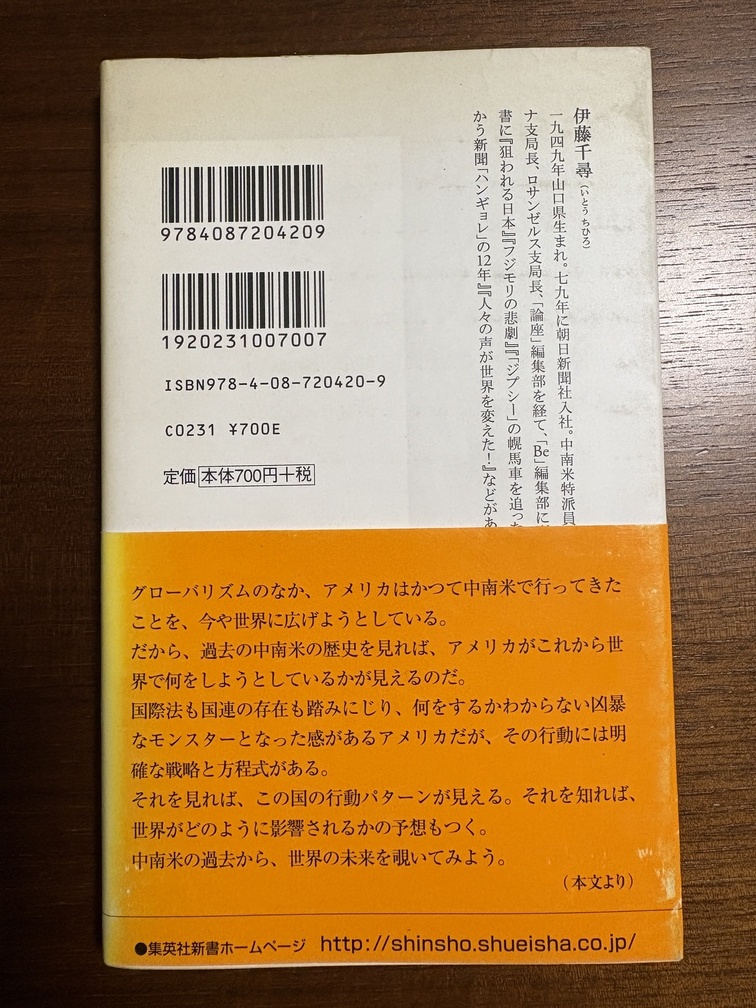 伊藤千尋(いとう ちひろ)
一九四九年山口県生まれ。七九年に朝日新聞社入社。中南米特派員
ナ支局長、ロサンゼルス支局長、「論座」編集部を経て、「Be」編集部に
書に『狙われる日本』『フジモリの悲劇』『「ジプシー」の幌馬車を追った
かう新聞「ハンギョレ」の12年』『人々の声が世界を変えた!』などがあ
9784087204209
1920231007007
ISBN978-4-08-720420-9
C0231 ¥700E
定価 本体700円+税
グローバリズムのなか、アメリカはかつて中南米で行ってきた
ことを、今や世界に広げようとしている。
だから、過去の中南米の歴史を見れば、アメリカがこれから世
界で何をしようとしているかが見えるのだ。
国際法も国連の存在も踏みにじり、何をするかわからない凶暴
なモンスターとなった感があるアメリカだが、その行動には明
確な戦略と方程式がある。
それを見れば、この国の行動パターンが見える。それを知れば、
世界がどのように影響されるかの予想もつく。
中南米の過去から、世界の未来を覗いてみよう。
(本文より)
●集英社新書ホームページ http://shinsho.shueisha.co.jp/